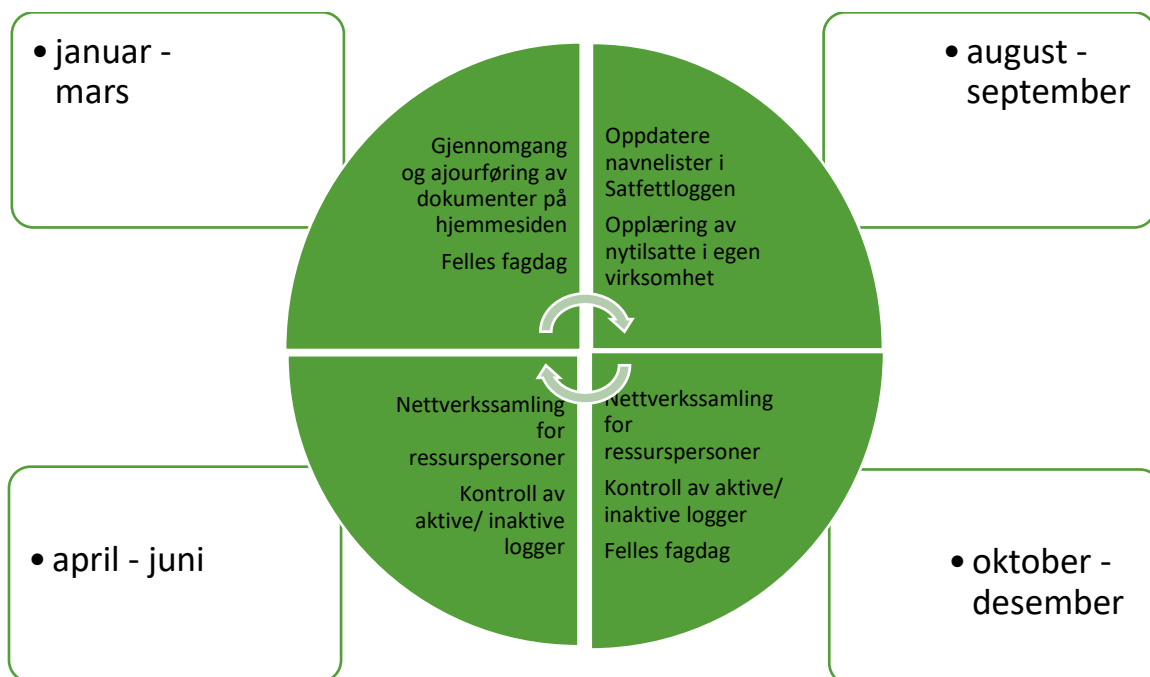 • januar -
mars
Gjennomgang
og ajourføring av
dokumenter på
hjemmesiden
Felles fagdag
• august -
september
Oppdatere
navnelister i
Satfettloggen
Opplæring av
nytilsatte i egen
virksomhet
• april - juni
Nettverkssamling
for
ressurspersoner
Kontroll av
aktive/ inaktive
logger
• oktober -
desember
Nettverkssamling
for
ressurspersoner
Kontroll av aktive/
inaktive logger
Felles fagdag